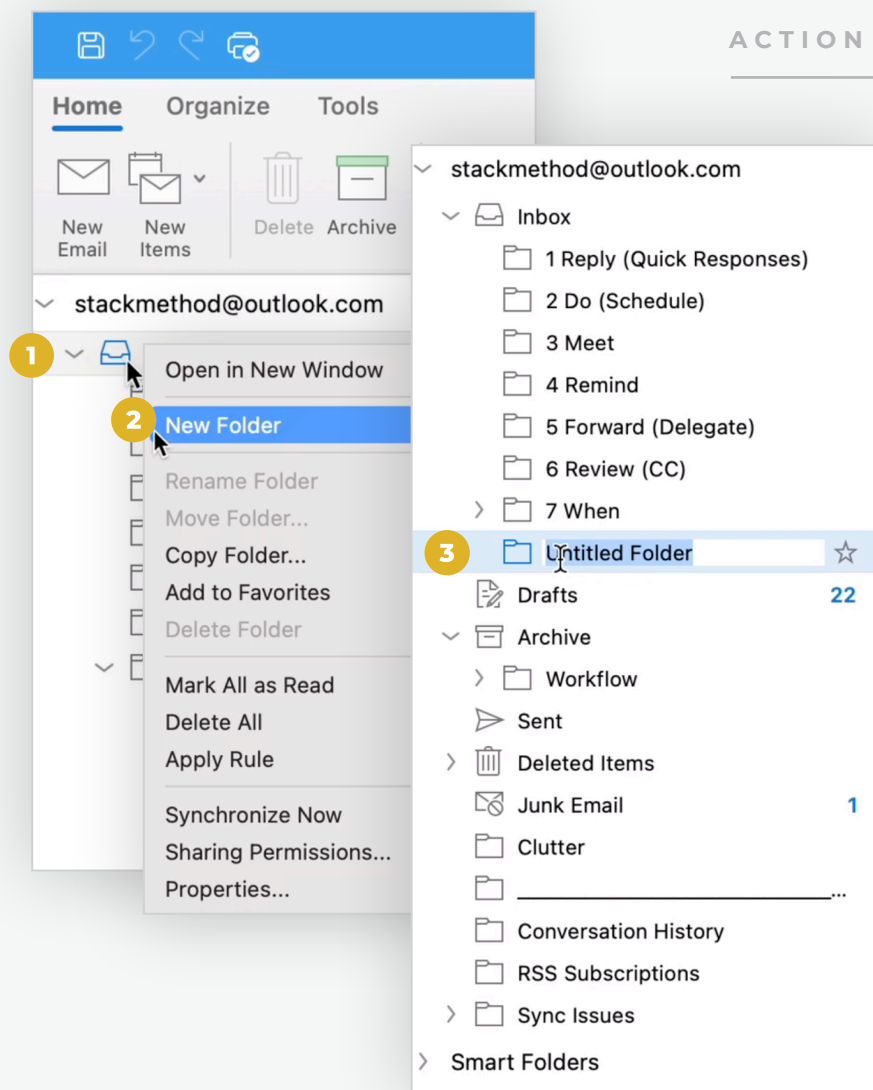 ACTION
Home Organize Tools
New Email
New Items
Delete
Archive
stackmethod@outlook.com
1
Open in New Window
2
New Folder
Rename Folder
Move Folder...
Copy Folder...
Add to Favorites
Delete Folder
Mark All as Read
Delete All
Apply Rule
Synchronize Now
Sharing Permissions...
Properties...
stackmethod@outlook.com
Inbox
1 Reply (Quick Responses)
2 Do (Schedule)
3 Meet
4 Remind
5 Forward (Delegate)
6 Review (CC)
7 When
3
Untitled Folder
Drafts 22
Archive
Workflow
Sent
Deleted Items
Junk Email 1
Clutter
___________________________...
Conversation History
RSS Subscriptions
Sync Issues
Smart Folders